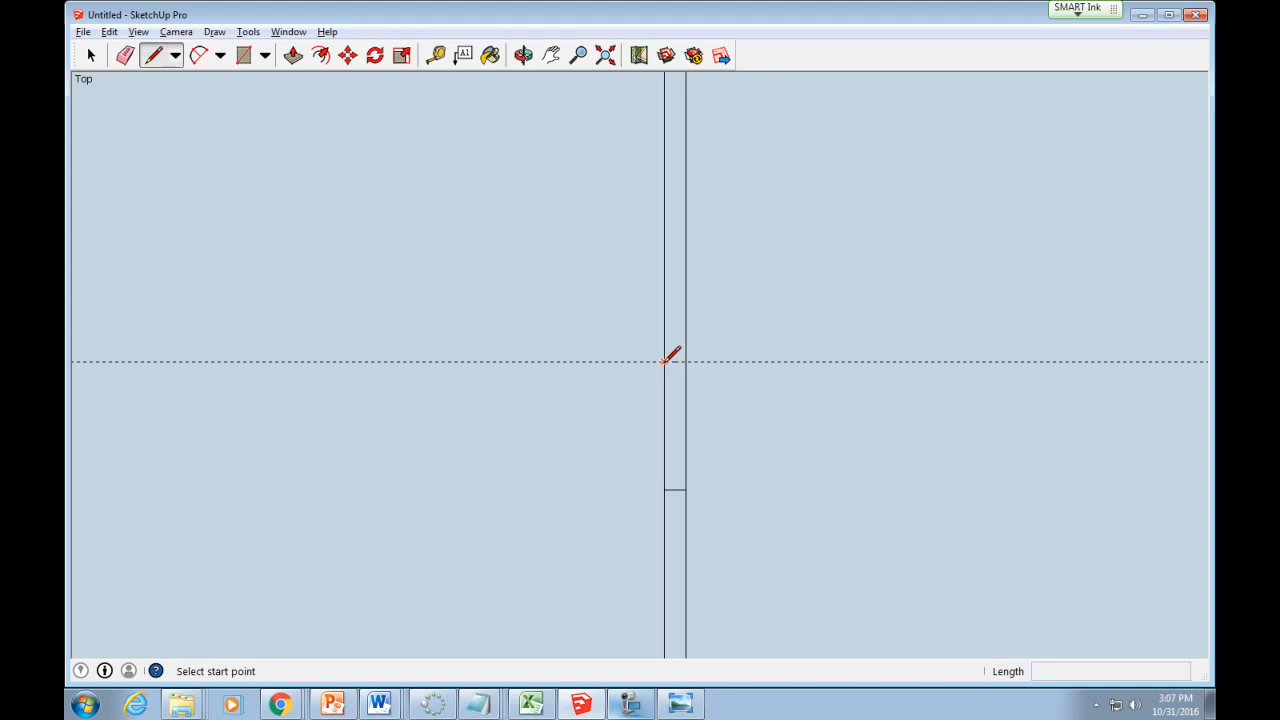 Untitled - SketchUp Pro
SMART Ink
File Edit View Camera Draw Tools Window Help
A1
Top
Select start point
Length
3:07 PM
10/31/2016